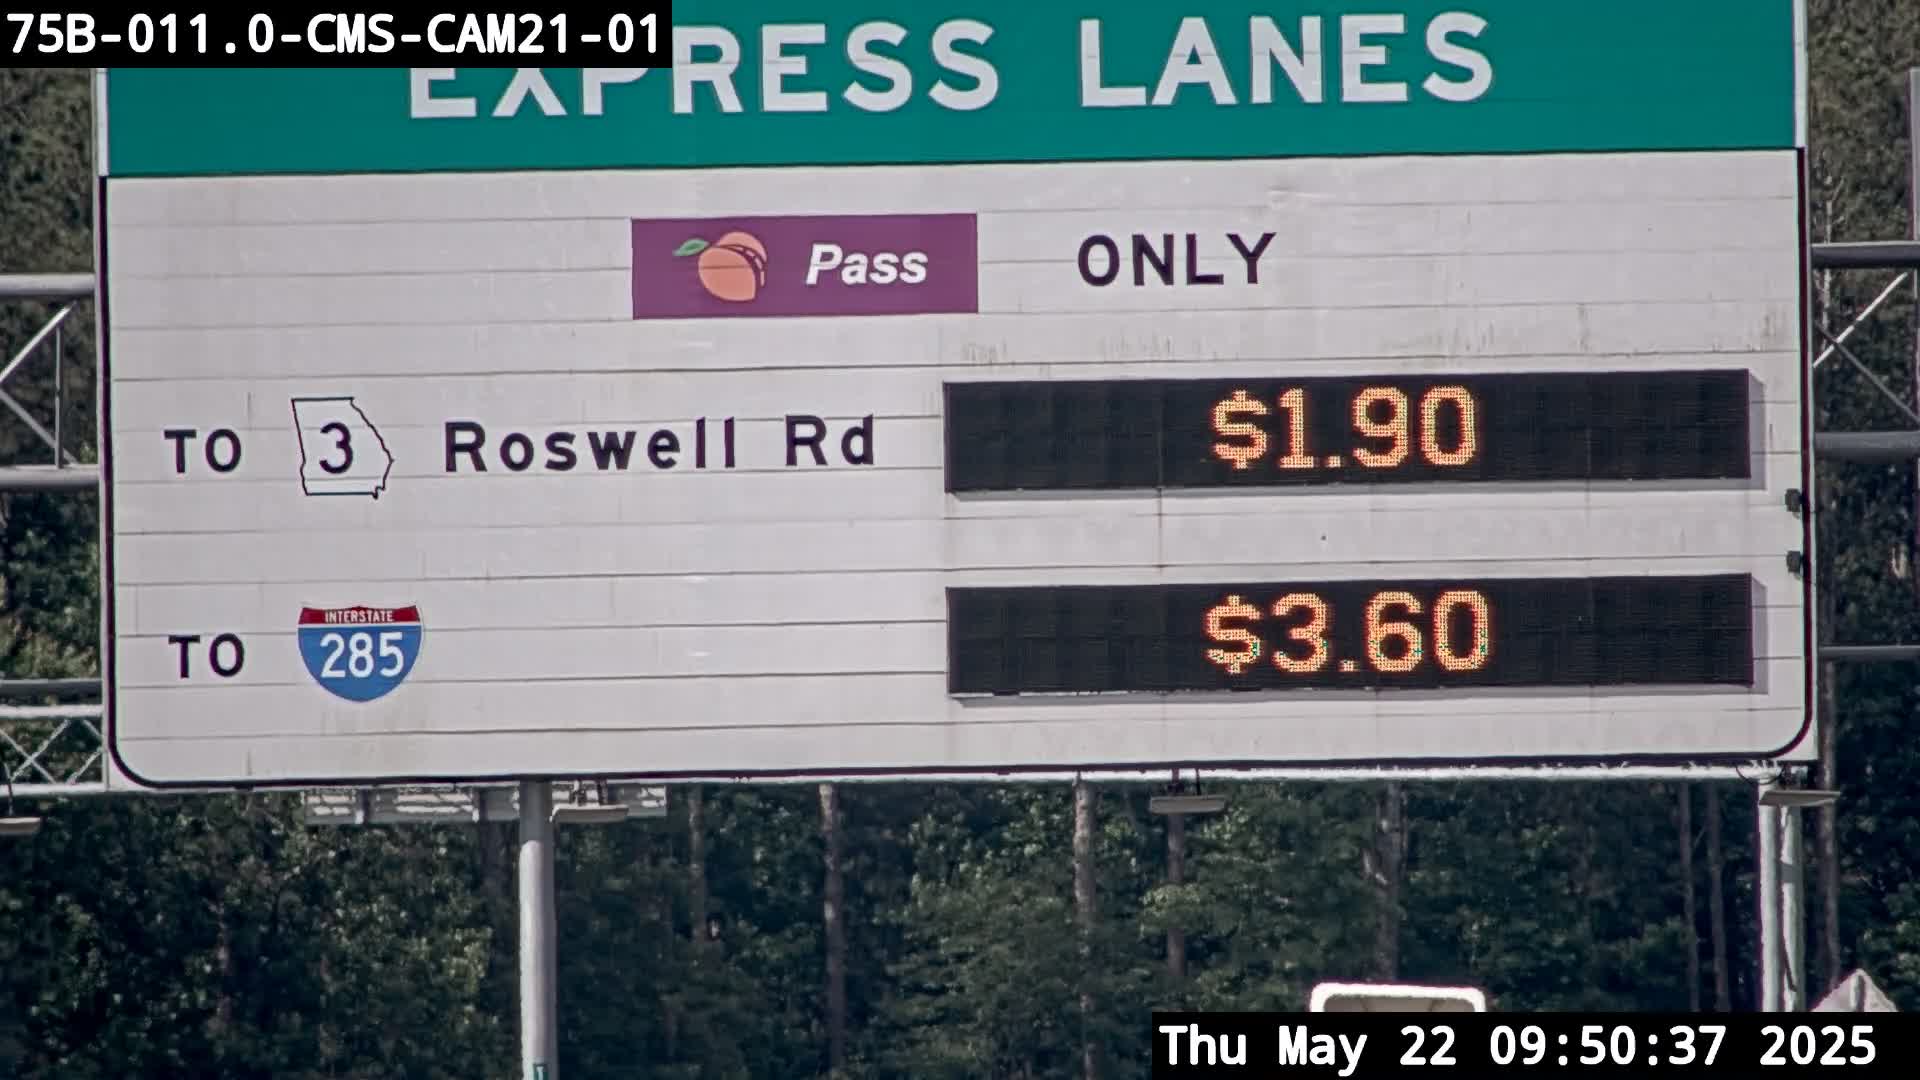 75B-011.0-CMS-CAM21-01
EXPRESS LANES
Pass ONLY
TO 3 Roswell Rd $1.90
INTERSTATE
TO 285 $3.60
Thu May 22 09:50:37 2025